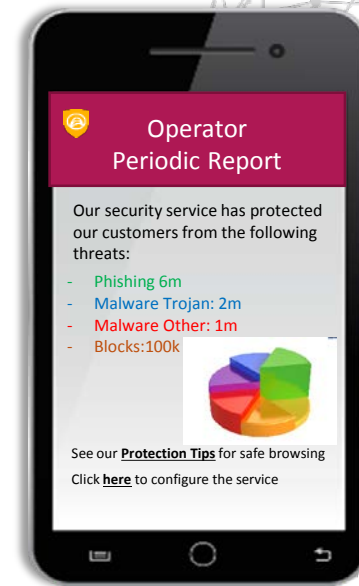 Operator
Periodic Report
Our security service has protected
our customers from the following
threats:
- Phishing 6m
- Malware Trojan: 2m
- Malware Other: 1m
- Blocks:100k
See our Protection Tips for safe browsing
Click here to configure the service